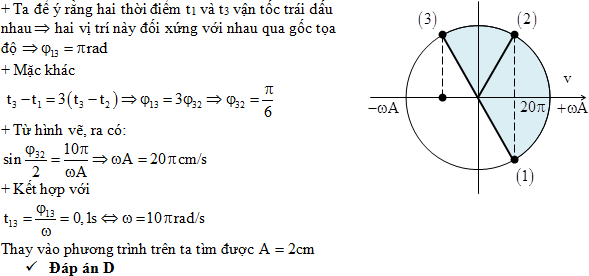 + Ta để ý rằng hai thời điểm t₁ và t₃ vận tốc trái dấu
nhau ⇒ hai vị trí này đối xứng với nhau qua gốc tọa
độ ⇒ φ₁₃ = πrad
+ Mặc khác
t₃ − t₁ = 3(t₃ − t₂) ⇒ φ₁₃ = 3φ₃₂ ⇒ φ₃₂ = π/6
+ Từ hình vẽ, ra có:
sin φ₃₂/2 = 10π/ωA ⇒ ωA = 20π cm/s
+ Kết hợp với
t₁₃ = φ₁₃/ω = 0,1s ⇔ ω = 10π rad/s
Thay vào phương trình trên ta tìm được A = 2cm
✓ Đáp án D
(3)
(2)
v
−ωA
20π
+ωA
(1)